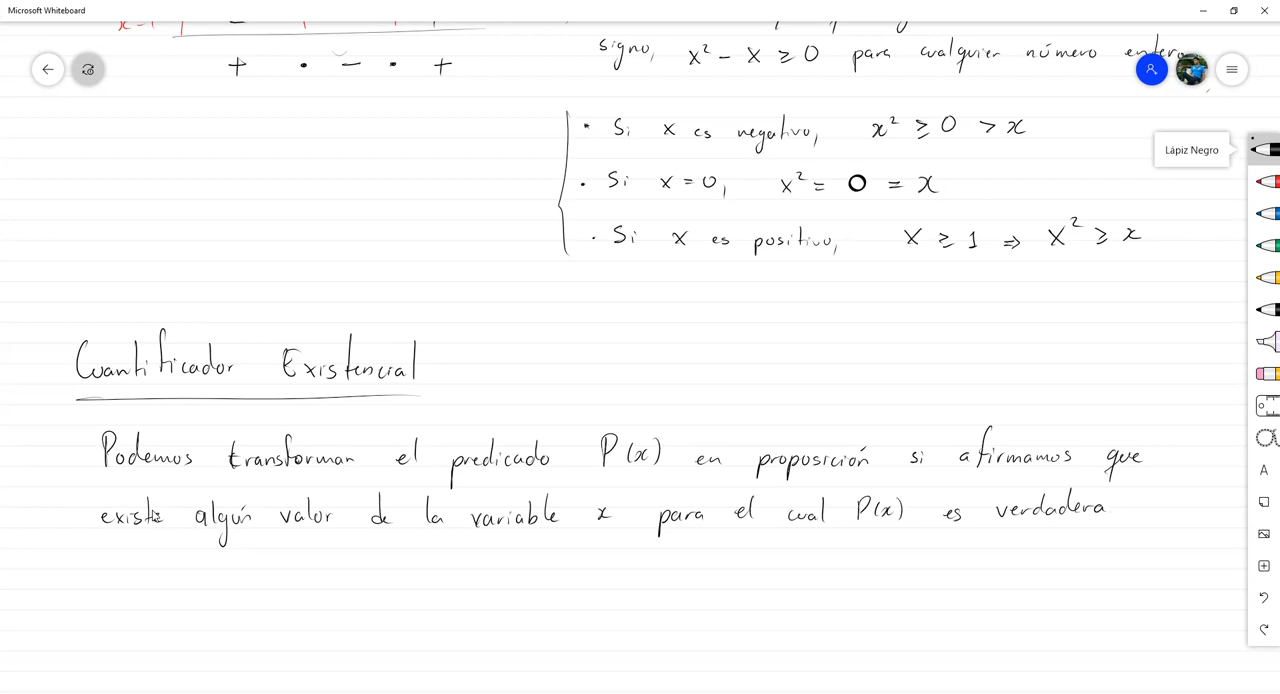 Microsoft Whiteboard
+ · - · +
signo, x² - x ≥ 0 para cualquier número entero
· Si x es negativo, x² ≥ 0 > x
Lápiz Negro
· Si x = 0, x² = 0 = x
· Si x es positivo, x ≥ 1 ⇒ x² ≥ x
Cuantificador Existencial
Podemos transformar el predicado P(x) en proposición si afirmamos que
existe algún valor de la variable x para el cual P(x) es verdadera